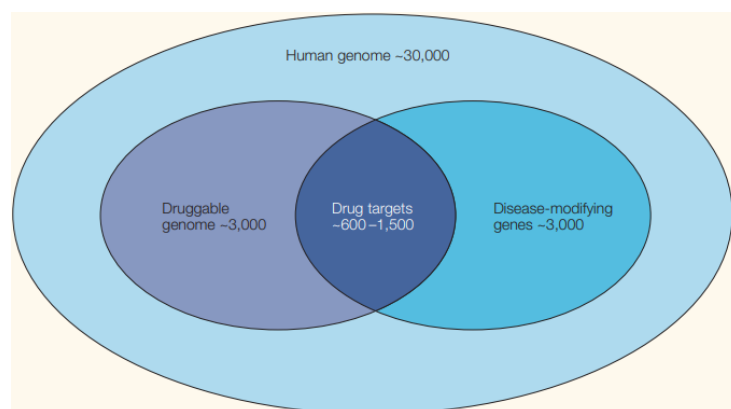 Human genome ~30,000
Druggable
genome ~3,000
Drug targets
~600–1,500
Disease-modifying
genes ~3,000